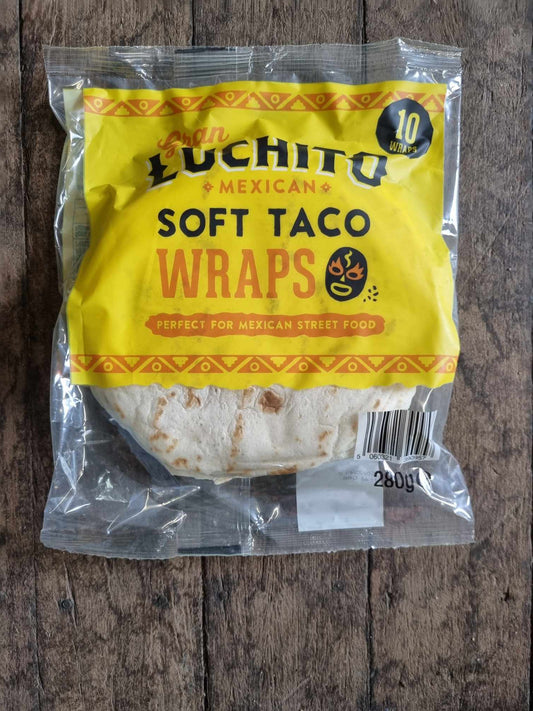 10
WRAPS
Gran
LUCHITO
MEXICAN
SOFT TACO
WRAPS
PERFECT FOR MEXICAN STREET FOOD
280g